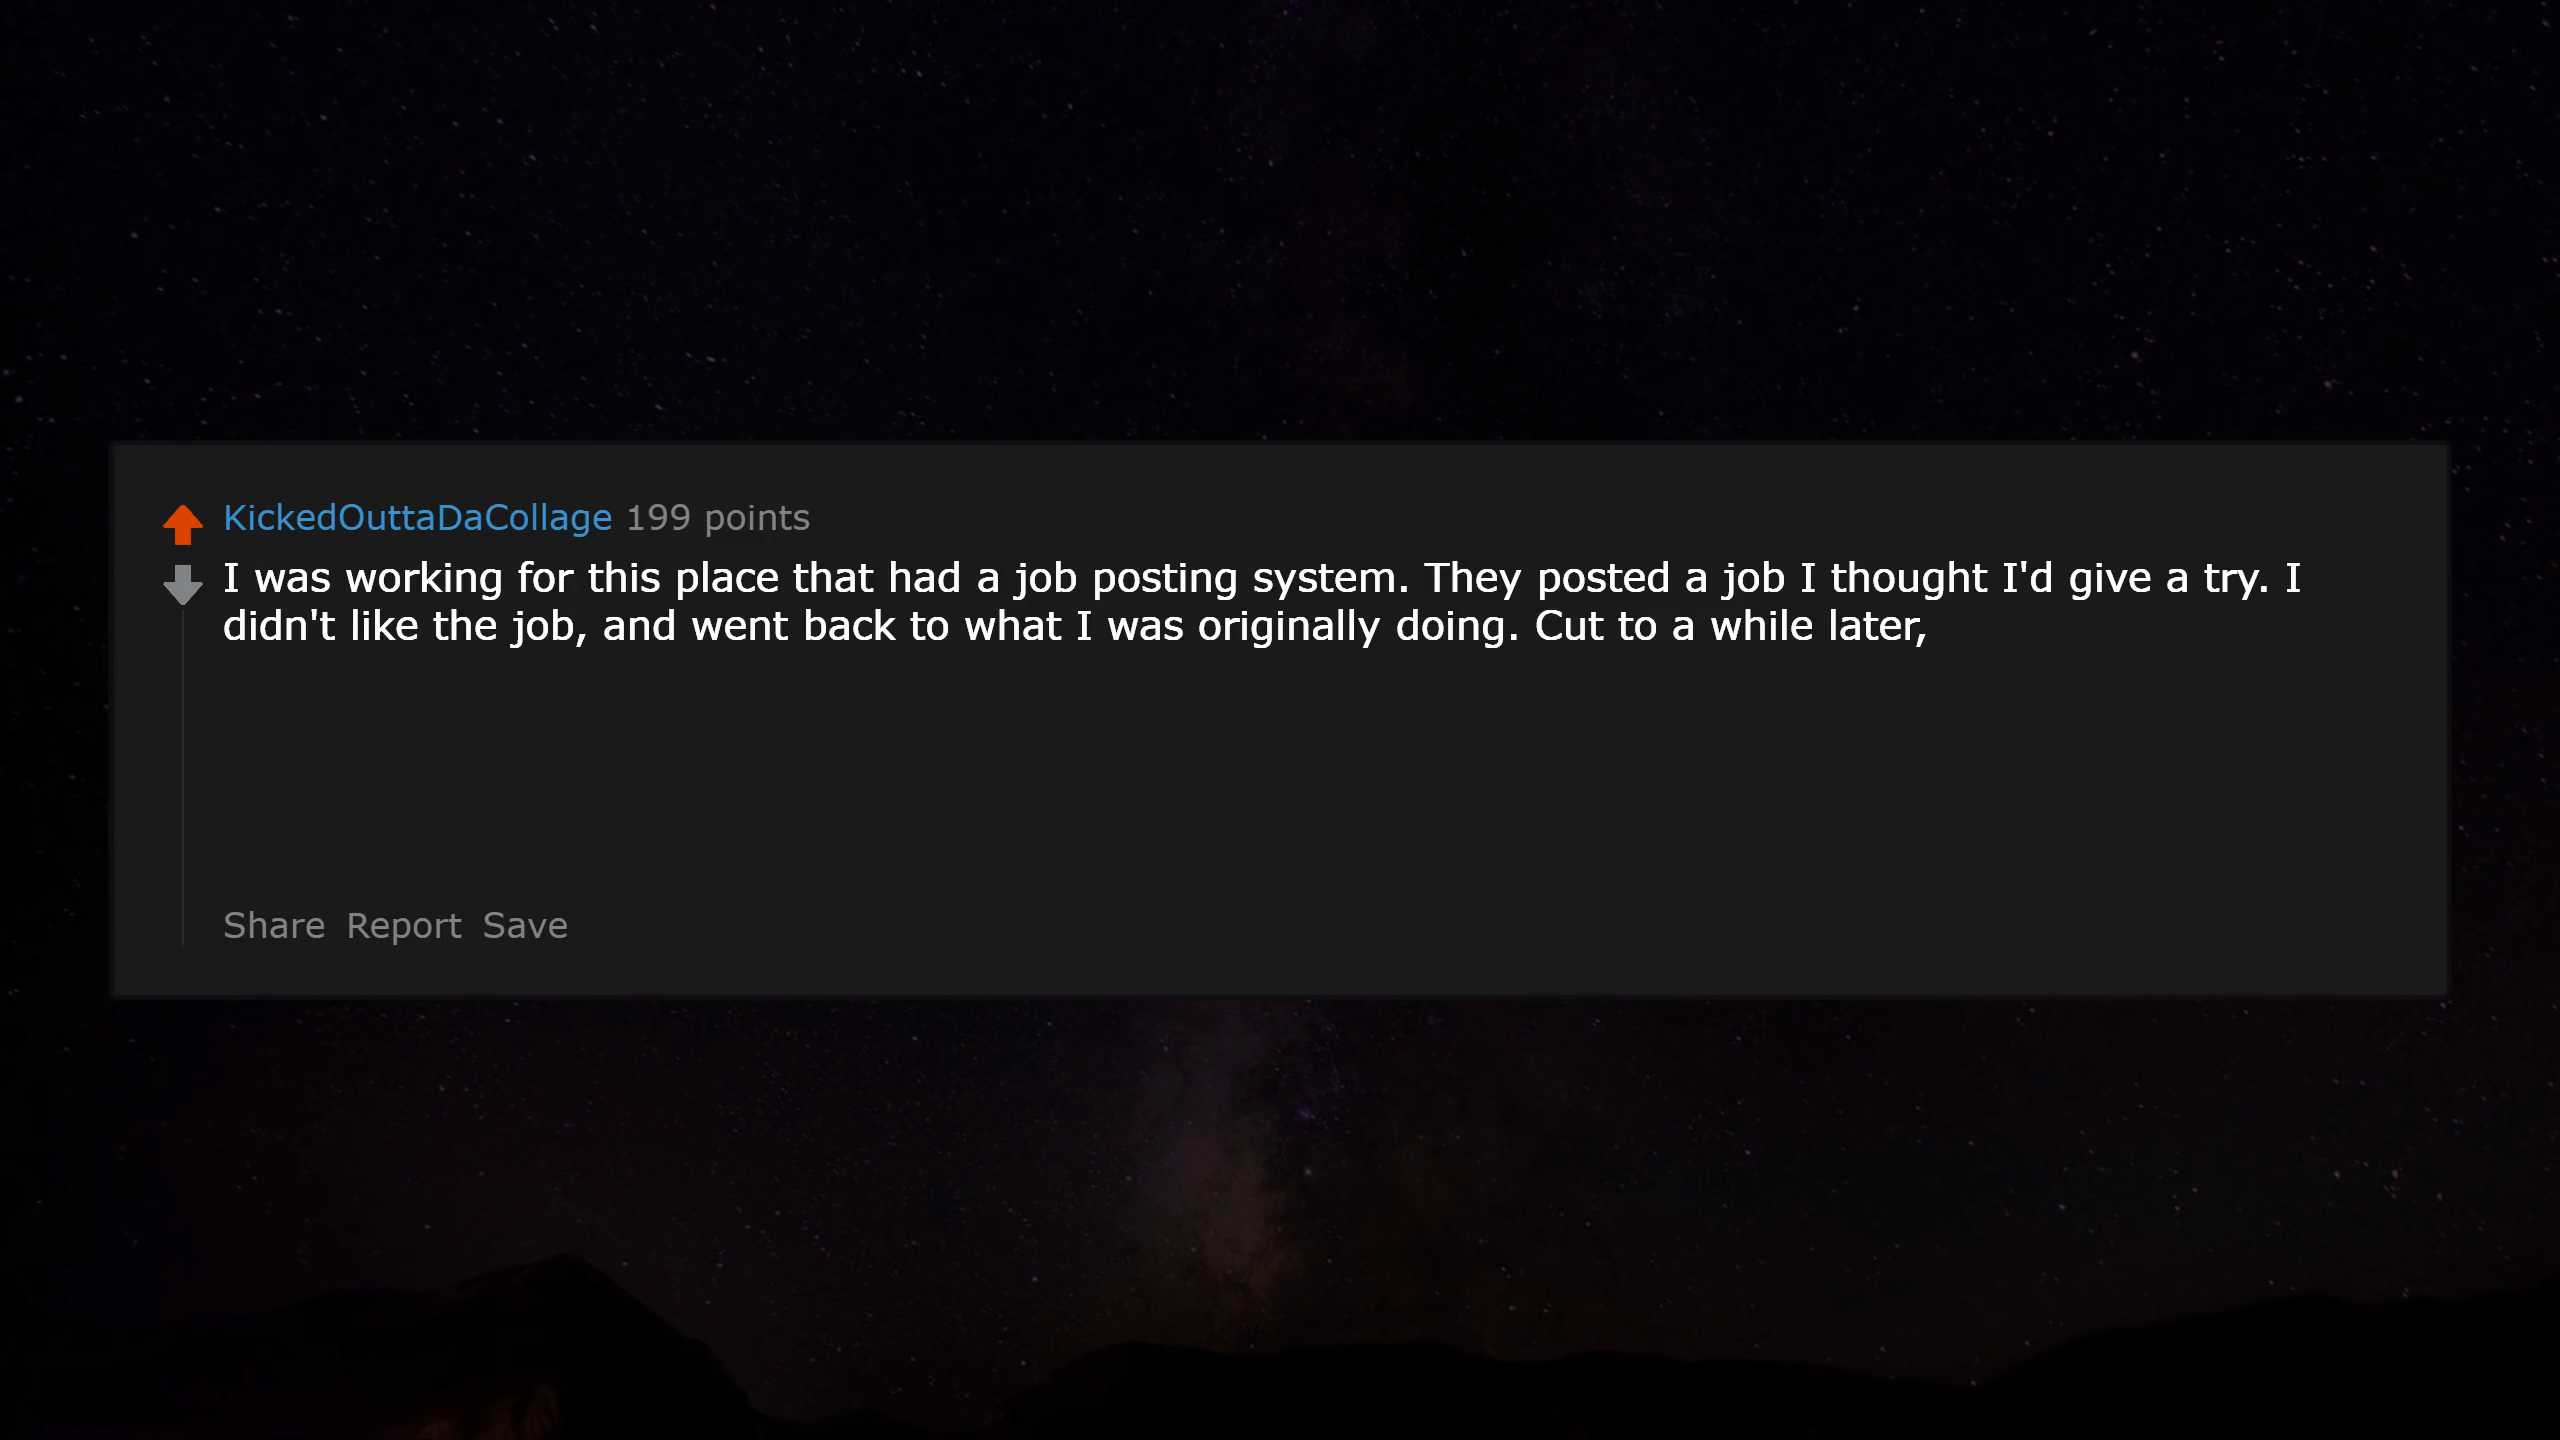 KickedOuttaDaCollage 199 points
I was working for this place that had a job posting system. They posted a job I thought I'd give a try. I
didn't like the job, and went back to what I was originally doing. Cut to a while later,
Share Report Save